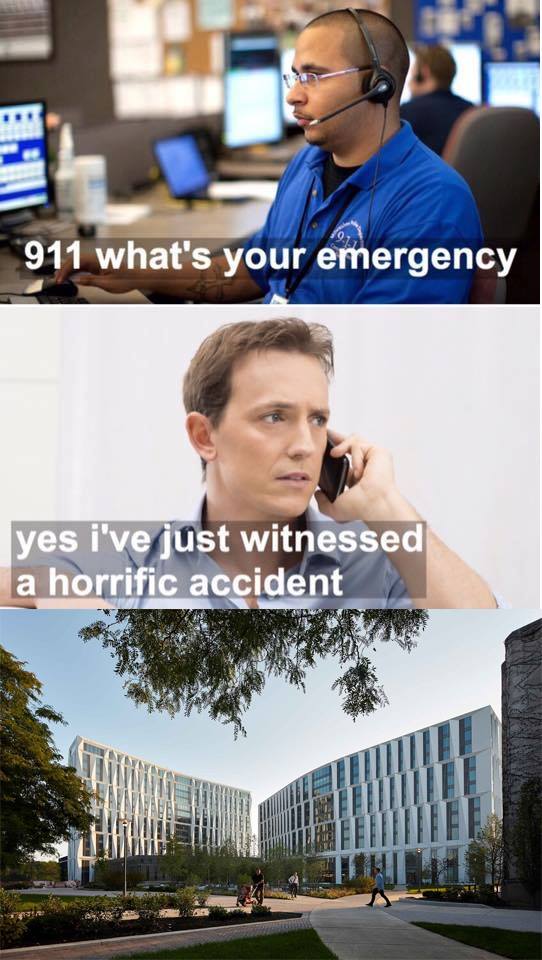 911 what's your emergency
yes i've just witnessed
a horrific accident